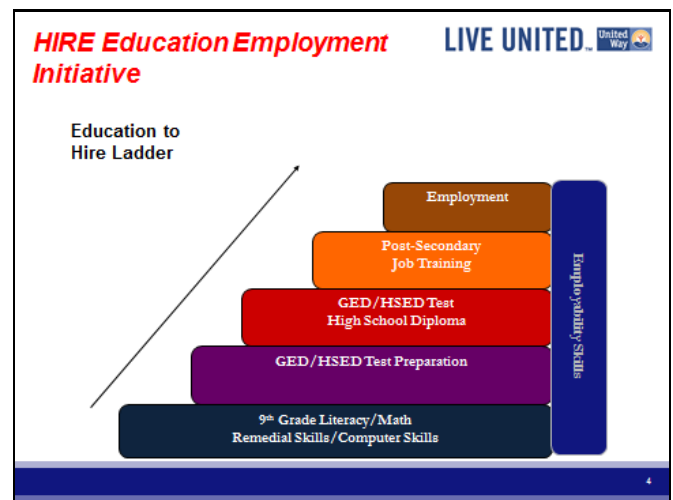 HIRE Education Employment
Initiative
LIVE UNITED™
United
Way
Education to
Hire Ladder
Employment
Post-Secondary
Job Training
GED/HSED Test
High School Diploma
GED/HSED Test Preparation
9th Grade Literacy/Math
Remedial Skills/Computer Skills
Employability Skills
4